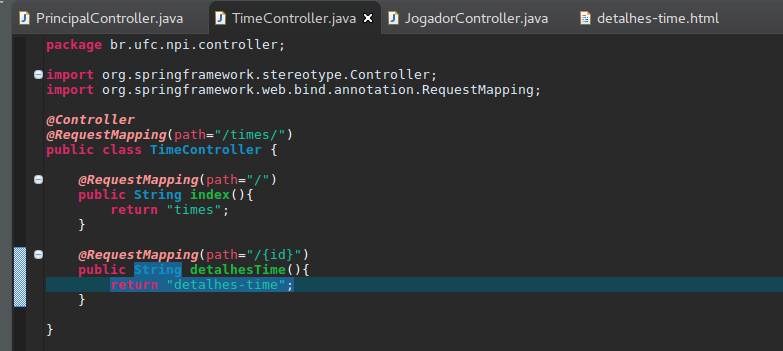 PrincipalController.java TimeController.java JogadorController.java detalhes-time.html
package br.ufc.npi.controller;
import org.springframework.stereotype.Controller;
import org.springframework.web.bind.annotation.RequestMapping;
@Controller
@RequestMapping(path="/times/")
public class TimeController {
@RequestMapping(path="/")
public String index(){
return "times";
}
@RequestMapping(path="/{id}")
public String detalhesTime(){
return "detalhes-time";
}
}